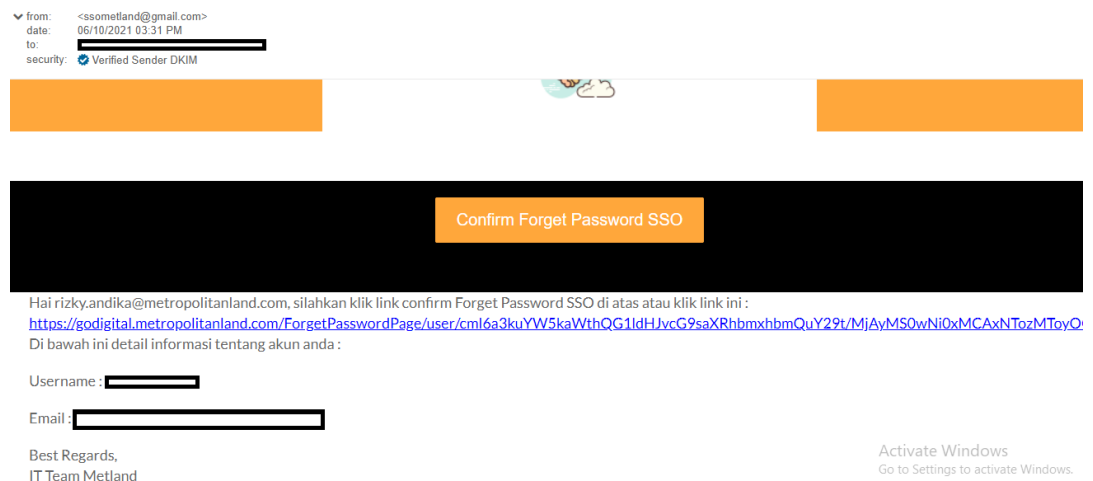 from: <ssometland@gmail.com>
date: 06/10/2021 03:31 PM
to:
security: Verified Sender DKIM
Confirm Forget Password SSO
Hai rizky.andika@metropolitanland.com, silahkan klik link confirm Forget Password SSO di atas atau klik link ini :
https://godigital.metropolitanland.com/ForgetPasswordPage/user/cml6a3kuYW5kaWthQG1ldHJvcG9saXRhbmxhbmQuY29t/MjAyMS0wNi0xMCAxNTozMToyO
Di bawah ini detail informasi tentang akun anda :
Username :
Email :
Best Regards,
IT Team Metland
Activate Windows
Go to Settings to activate Windows.